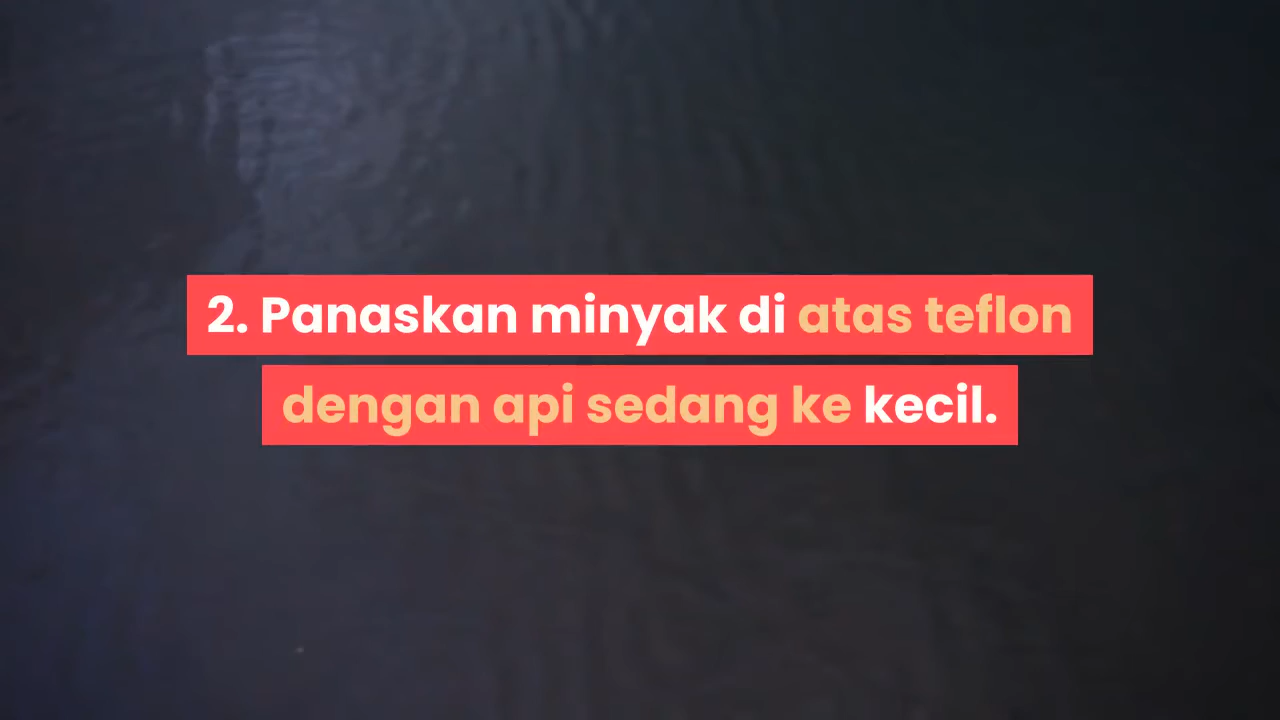 2. Panaskan minyak di atas teflon
dengan api sedang ke kecil.